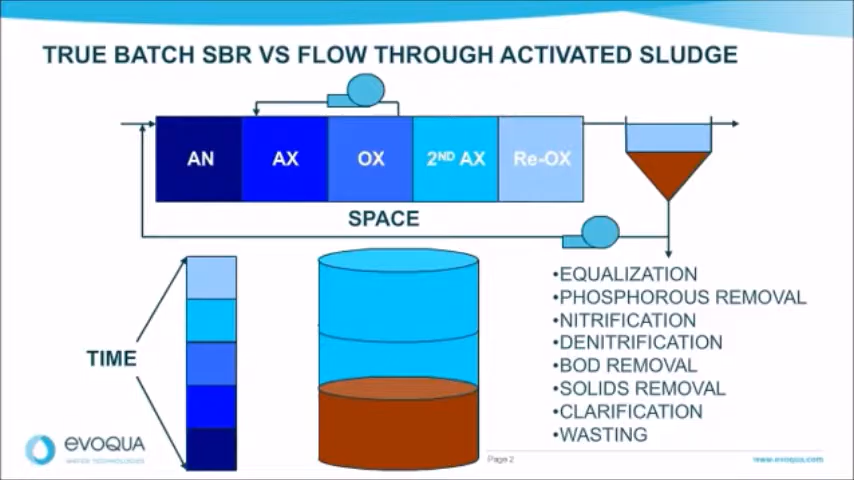 TRUE BATCH SBR VS FLOW THROUGH ACTIVATED SLUDGE
AN
AX
OX
2ND AX
Re-OX
SPACE
TIME
•EQUALIZATION
•PHOSPHOROUS REMOVAL
•NITRIFICATION
•DENITRIFICATION
•BOD REMOVAL
•SOLIDS REMOVAL
•CLARIFICATION
•WASTING
evoqua
WATER TECHNOLOGIES
Page 2
www.evoqua.com